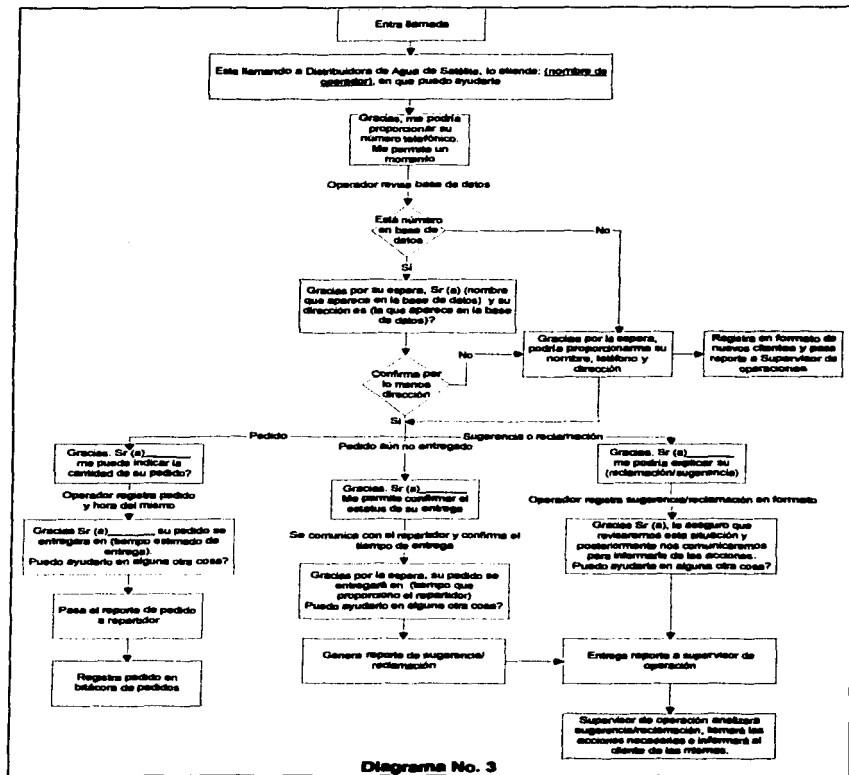 Entra llamada
Esta llamando a Distribuidora de Agua de Satélite, lo atiende: (nombre de
operador), en que puedo ayudarle
Gracias, me podría
proporcionar su
número telefónico.
Me permite un
momento
Operador revisa base de datos
Está número
en base de
datos
No
Sí
Gracias por su espera, Sr (a) (nombre
que aparece en la base de datos) y su
dirección es (la que aparece en la base
de datos)?
Gracias por la espera,
podría proporcionarme su
nombre, teléfono y
dirección
Registra en formato de
nuevos clientes y pasa
reporte a Supervisor de
operaciones
No
Confirma por
lo menos
dirección
Sí
Pedido
Pedido aún no entregado
Sugerencia o reclamación
Gracias. Sr (a)______
me puede indicar la
cantidad de su pedido?
Gracias. Sr (a)______
Me permite confirmar el
estatus de su entrega
Gracias. Sr (a)______
me podría explicar su
(reclamación/sugerencia)
Operador registra pedido
y hora del mismo
Se comunica con el repartidor y confirma el
tiempo de entrega
Operador registra sugerencia/reclamación en formato
Gracias Sr (a)______ su pedido se
entregara en (tiempo estimado de
entrega).
Puedo ayudarlo en alguna otra cosa?
Gracias por la espera, su pedido se
entregará en (tiempo que
proporciono el repartidor)
Puedo ayudarlo en alguna otra cosa?
Gracias Sr (a), le aseguro que
revisaremos esta situación y
posteriormente nos comunicaremos
para informarle de las acciones.
Puedo ayudarlo en alguna otra cosa?
Pasa el reporte de pedido
a repartidor
Genera reporte de sugerencia/
reclamación
Entrega reporte a supervisor de
operación
Registra pedido en
bitácora de pedidos
Supervisor de operación analizará
sugerencia/reclamación, tomará las
acciones necesarias e informará al
cliente de las mismas.
Diagrama No. 3